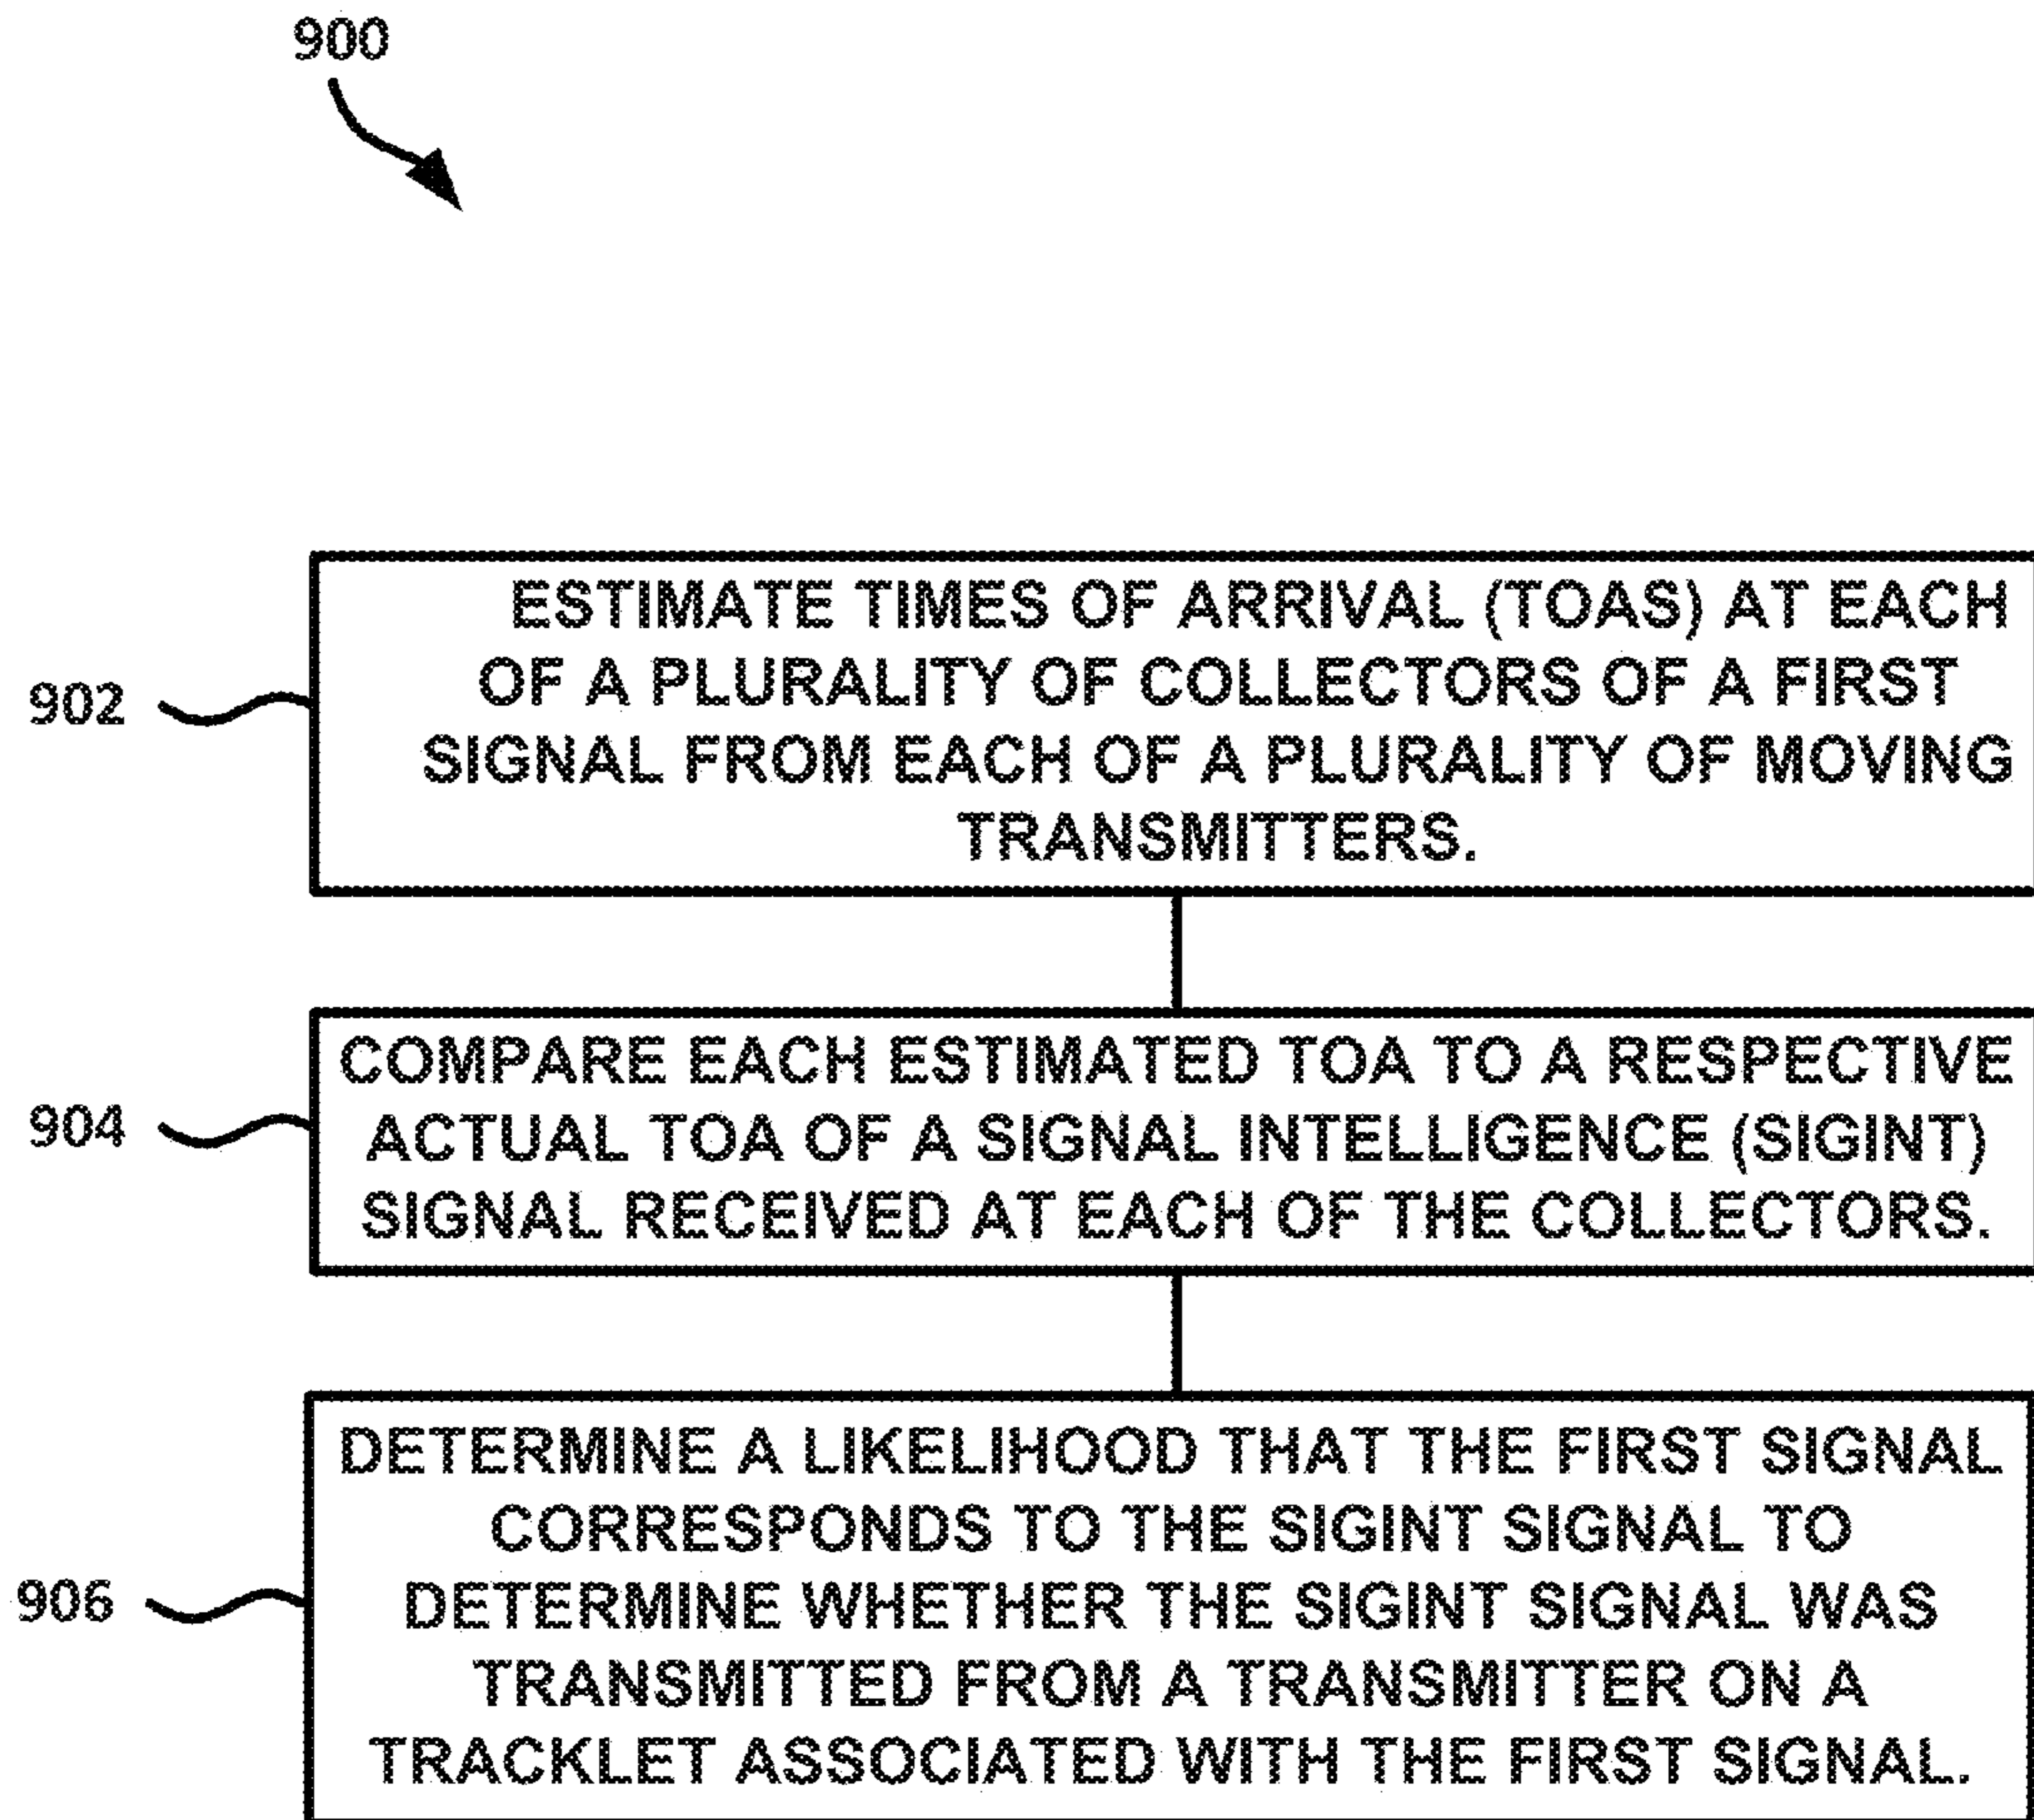 900
902
ESTIMATE TIMES OF ARRIVAL (TOAS) AT EACH
OF A PLURALITY OF COLLECTORS OF A FIRST
SIGNAL FROM EACH OF A PLURALITY OF MOVING
TRANSMITTERS.
904
COMPARE EACH ESTIMATED TOA TO A RESPECTIVE
ACTUAL TOA OF A SIGNAL INTELLIGENCE (SIGINT)
SIGNAL RECEIVED AT EACH OF THE COLLECTORS.
906
DETERMINE A LIKELIHOOD THAT THE FIRST SIGNAL
CORRESPONDS TO THE SIGINT SIGNAL TO
DETERMINE WHETHER THE SIGINT SIGNAL WAS
TRANSMITTED FROM A TRANSMITTER ON A
TRACKLET ASSOCIATED WITH THE FIRST SIGNAL.